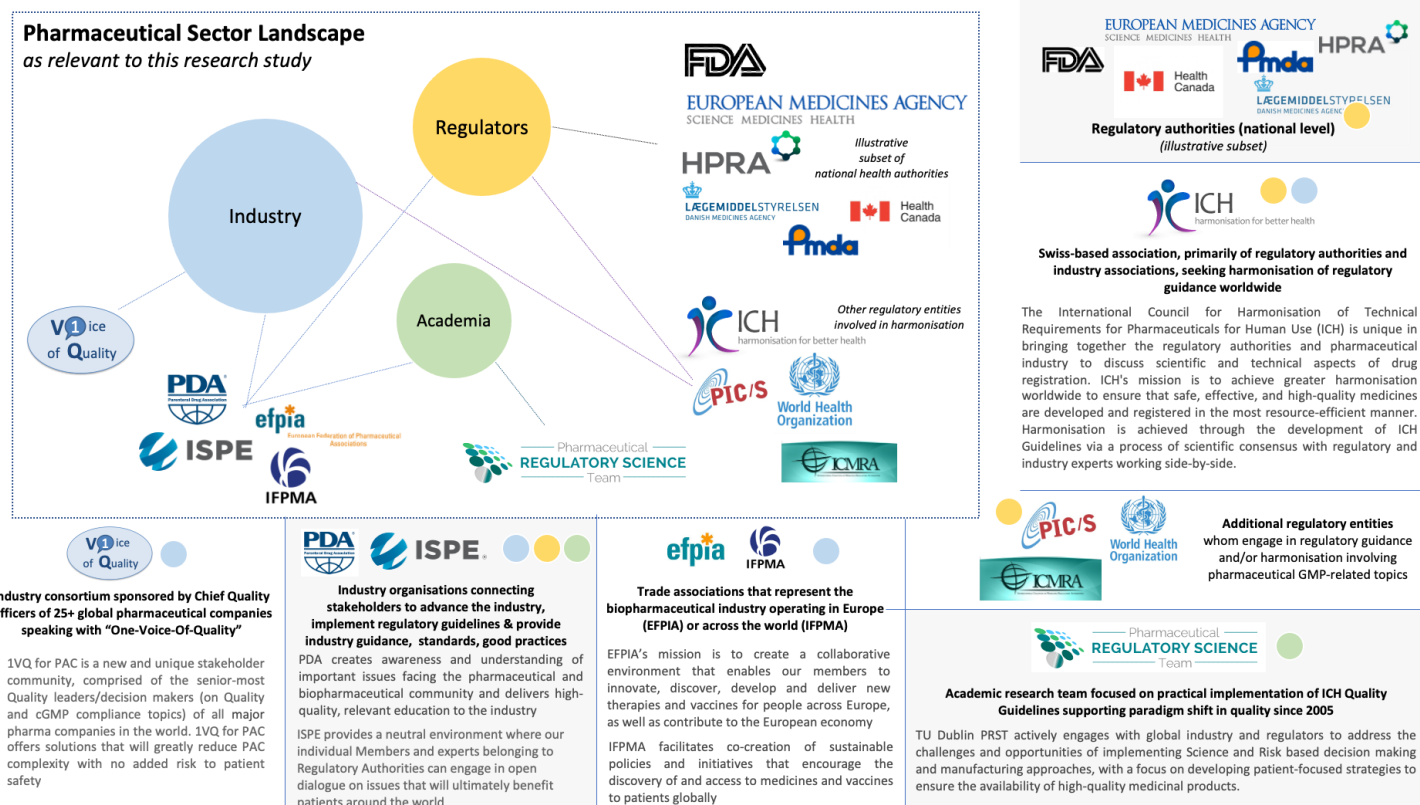 Pharmaceutical Sector Landscape
as relevant to this research study
Regulators
Industry
Academia
FDA
EUROPEAN MEDICINES AGENCY
SCIENCE MEDICINES HEALTH
HPRA
Illustrative
subset of
national health authorities
LÆGEMIDDELSTYRELSEN
DANISH MEDICINES AGENCY
Health
Canada
Pmda
V1ice
of Quality
PDA
Parenteral Drug Association
efpia
European Federation of Pharmaceutical
Associations
ISPE
IFPMA
ICH
harmonisation for better health
Other regulatory entities
involved in harmonisation
PIC/S
World Health
Organization
Pharmaceutical
REGULATORY SCIENCE
Team
ICMRA
EUROPEAN MEDICINES AGENCY
SCIENCE MEDICINES HEALTH
FDA
Health
Canada
Pmda
HPRA
LÆGEMIDDELSTYRELSEN
DANISH MEDICINES AGENC
Regulatory authorities (national level)
(illustrative subset)
ICH
harmonisation for better health
Swiss-based association, primarily of regulatory authorities and
industry associations, seeking harmonisation of regulatory
guidance worldwide
The International Council for Harmonisation of Technical
Requirements for Pharmaceuticals for Human Use (ICH) is unique in
bringing together the regulatory authorities and pharmaceutical
industry to discuss scientific and technical aspects of drug
registration. ICH's mission is to achieve greater harmonisation
worldwide to ensure that safe, effective, and high-quality medicines
are developed and registered in the most resource-efficient manner.
Harmonisation is achieved through the development of ICH
Guidelines via a process of scientific consensus with regulatory and
industry experts working side-by-side.
PIC/S
World Health
Organization
ICMRA
Additional regulatory entities
whom engage in regulatory guidance
and/or harmonisation involving
pharmaceutical GMP-related topics
V1ice
of Quality
ndustry consortium sponsored by Chief Quality
fficers of 25+ global pharmaceutical companies
speaking with “One-Voice-Of-Quality”
1VQ for PAC is a new and unique stakeholder
community, comprised of the senior-most
Quality leaders/decision makers (on Quality
and cGMP compliance topics) of all major
pharma companies in the world. 1VQ for PAC
offers solutions that will greatly reduce PAC
complexity with no added risk to patient
safety
PDA
Parenteral Drug Association
ISPE
Industry organisations connecting
stakeholders to advance the industry,
implement regulatory guidelines & provide
industry guidance, standards, good practices
PDA creates awareness and understanding of
important issues facing the pharmaceutical and
biopharmaceutical community and delivers high-
quality, relevant education to the industry
ISPE provides a neutral environment where our
individual Members and experts belonging to
Regulatory Authorities can engage in open
dialogue on issues that will ultimately benefit
patients around the world
efpia
IFPMA
Trade associations that represent the
biopharmaceutical industry operating in Europe
(EFPIA) or across the world (IFPMA)
EFPIA’s mission is to create a collaborative
environment that enables our members to
innovate, discover, develop and deliver new
therapies and vaccines for people across Europe,
as well as contribute to the European economy
IFPMA facilitates co-creation of sustainable
policies and initiatives that encourage the
discovery of and access to medicines and vaccines
to patients globally
Pharmaceutical
REGULATORY SCIENCE
Team
Academic research team focused on practical implementation of ICH Quality
Guidelines supporting paradigm shift in quality since 2005
TU Dublin PRST actively engages with global industry and regulators to address the
challenges and opportunities of implementing Science and Risk based decision making
and manufacturing approaches, with a focus on developing patient-focused strategies to
ensure the availability of high-quality medicinal products.